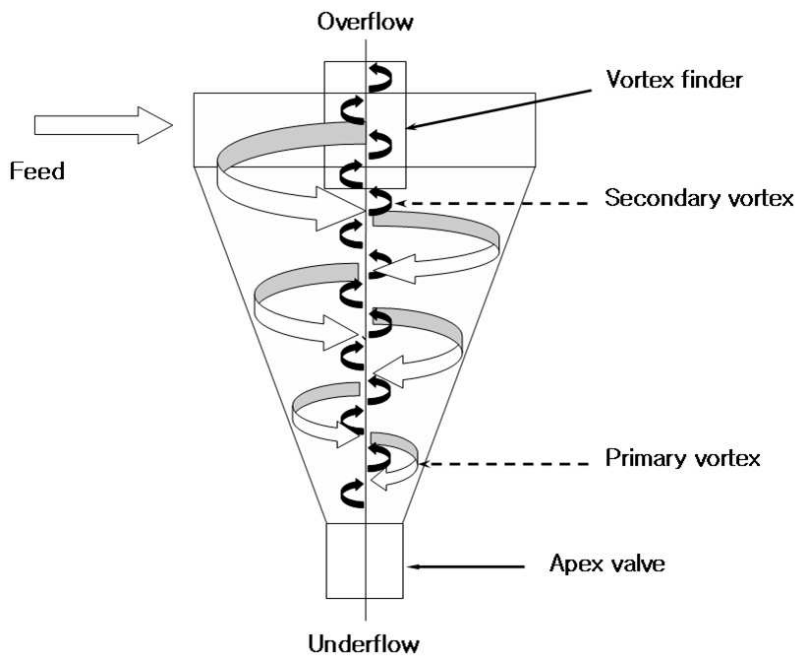 Overflow
Vortex finder
Feed
Secondary vortex
Primary vortex
Apex valve
Underflow